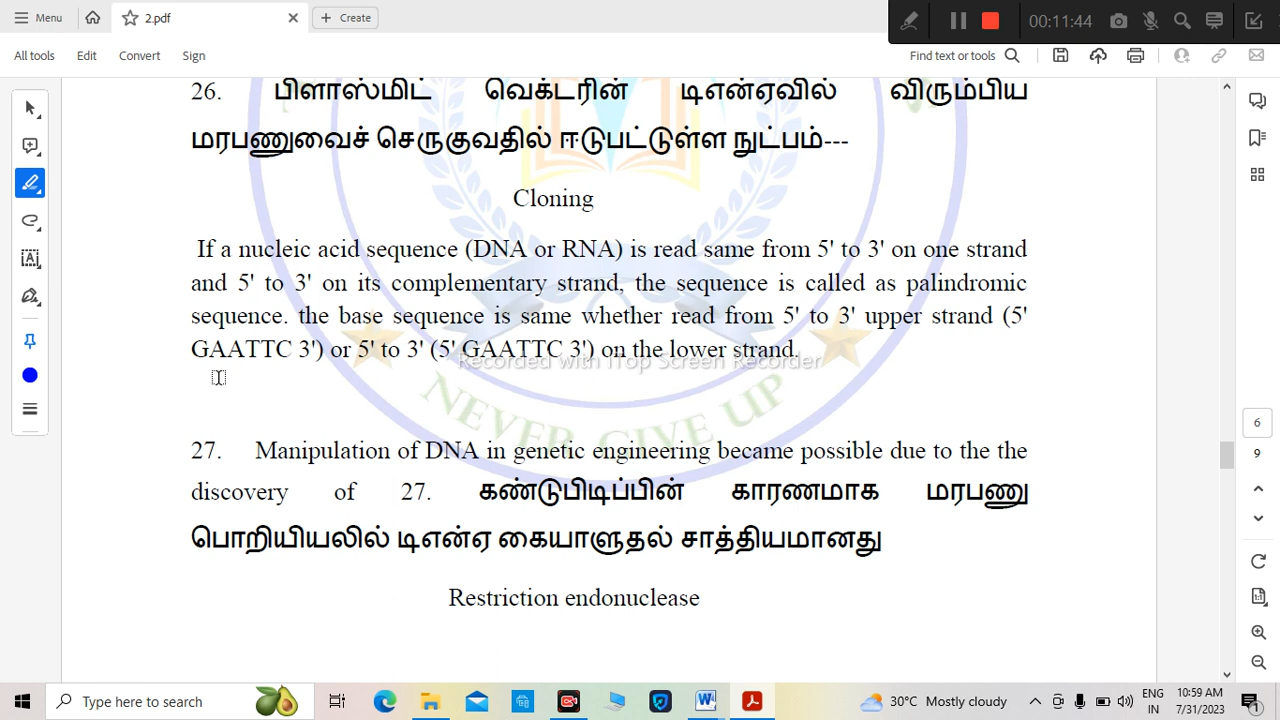 Menu
2.pdf
Create
00:11:44
All tools
Edit
Convert
Sign
Find text or tools
26. பிளாஸ்மிட் வெக்டரின் டிஎன்ஏவில் விரும்பிய
மரபணுவைச் செருகுவதில் ஈடுபட்டுள்ள நுட்பம்---
Cloning
If a nucleic acid sequence (DNA or RNA) is read same from 5' to 3' on one strand
and 5' to 3' on its complementary strand, the sequence is called as palindromic
sequence. the base sequence is same whether read from 5' to 3' upper strand (5'
GAATTC 3') or 5' to 3' (5' GAATTC 3') on the lower strand.
Recorded with iTop Screen Recorder
NEVER GIVE UP
27. Manipulation of DNA in genetic engineering became possible due to the the
discovery of 27. கண்டுபிடிப்பின் காரணமாக மரபணு
பொறியியலில் டிஎன்ஏ கையாளுதல் சாத்தியமானது
Restriction endonuclease
6
9
1:1
Type here to search
30°C Mostly cloudy
ENG
IN
10:59 AM
7/31/2023
1